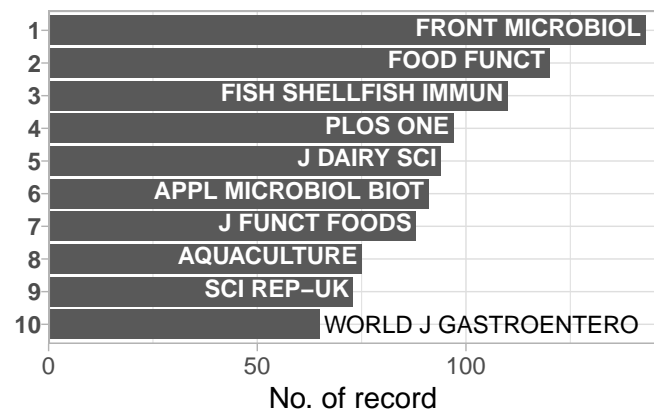 1 FRONT MICROBIOL
2 FOOD FUNCT
3 FISH SHELLFISH IMMUN
4 PLOS ONE
5 J DAIRY SCI
6 APPL MICROBIOL BIOT
7 J FUNCT FOODS
8 AQUACULTURE
9 SCI REP−UK
10 WORLD J GASTROENTERO
0 50 100
No. of record